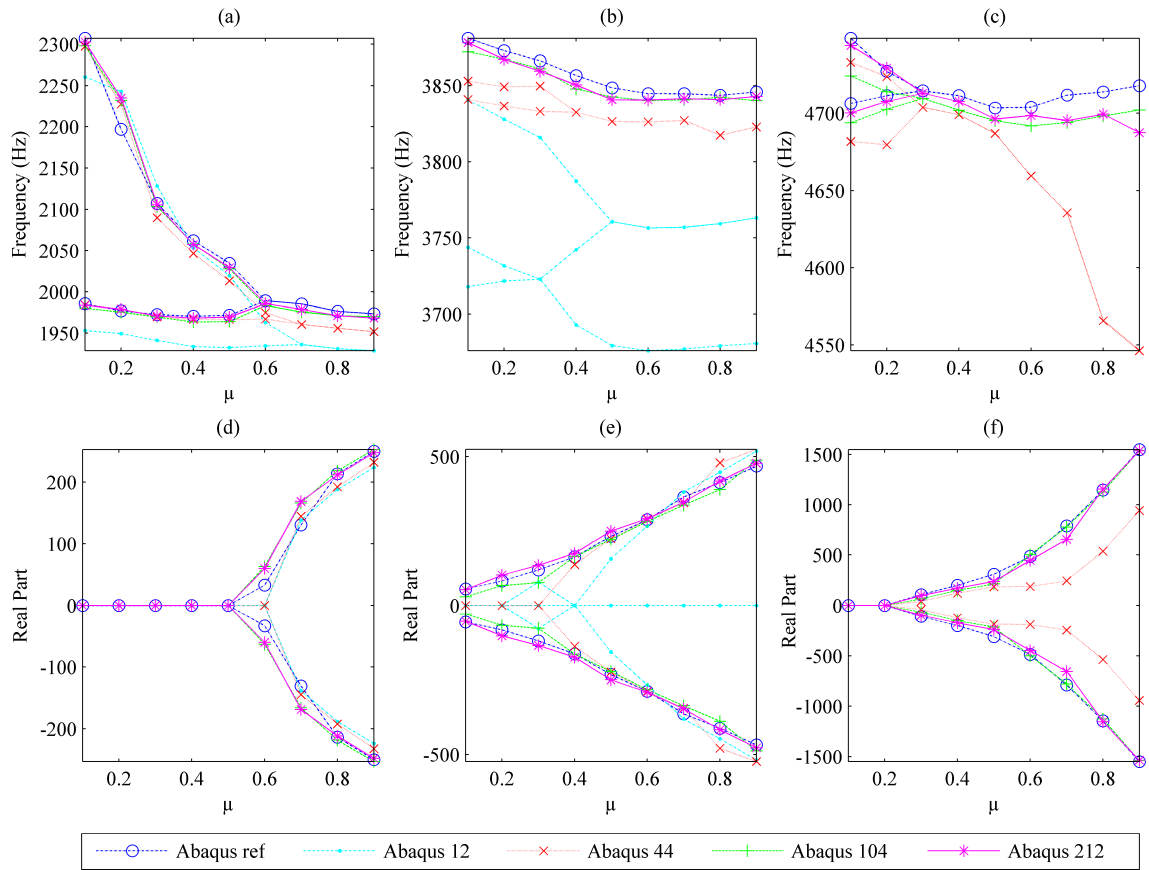 (a) (b) (c)
2300
2250
2200
2150
2100
2050
2000
1950
Frequency (Hz)
0.2 0.4 0.6 0.8
μ
3850
3800
3750
3700
Frequency (Hz)
0.2 0.4 0.6 0.8
μ
4700
4650
4600
4550
Frequency (Hz)
0.2 0.4 0.6 0.8
μ
(d) (e) (f)
200
100
0
-100
-200
Real Part
0.2 0.4 0.6 0.8
μ
500
0
-500
Real Part
0.2 0.4 0.6 0.8
μ
1500
1000
500
0
-500
-1000
-1500
Real Part
0.2 0.4 0.6 0.8
μ
Abaqus ref Abaqus 12 Abaqus 44 Abaqus 104 Abaqus 212